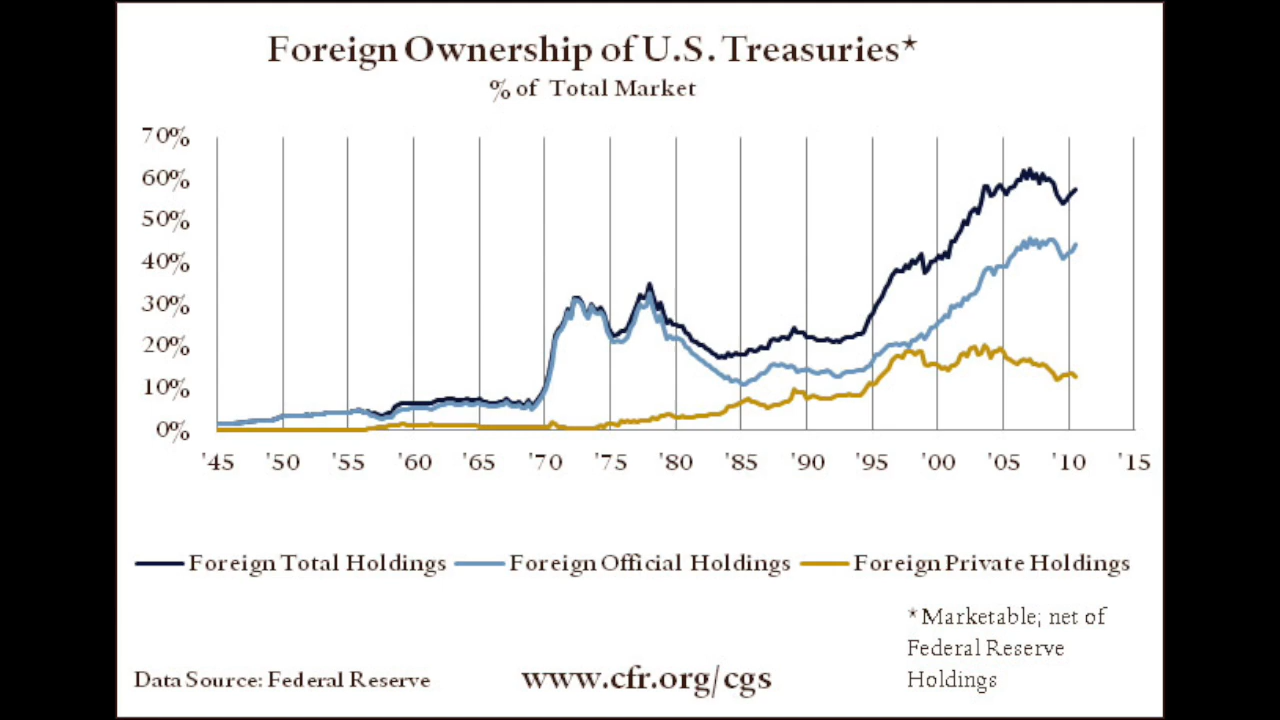 Foreign Ownership of U.S. Treasuries*
% of Total Market
70%
60%
50%
40%
30%
20%
10%
0%
'45 '50 '55 '60 '65 '70 '75 '80 '85 '90 '95 '00 '05 '10 '15
Foreign Total Holdings Foreign Official Holdings Foreign Private Holdings
* Marketable; net of
Federal Reserve
Holdings
Data Source: Federal Reserve
www.cfr.org/cgs